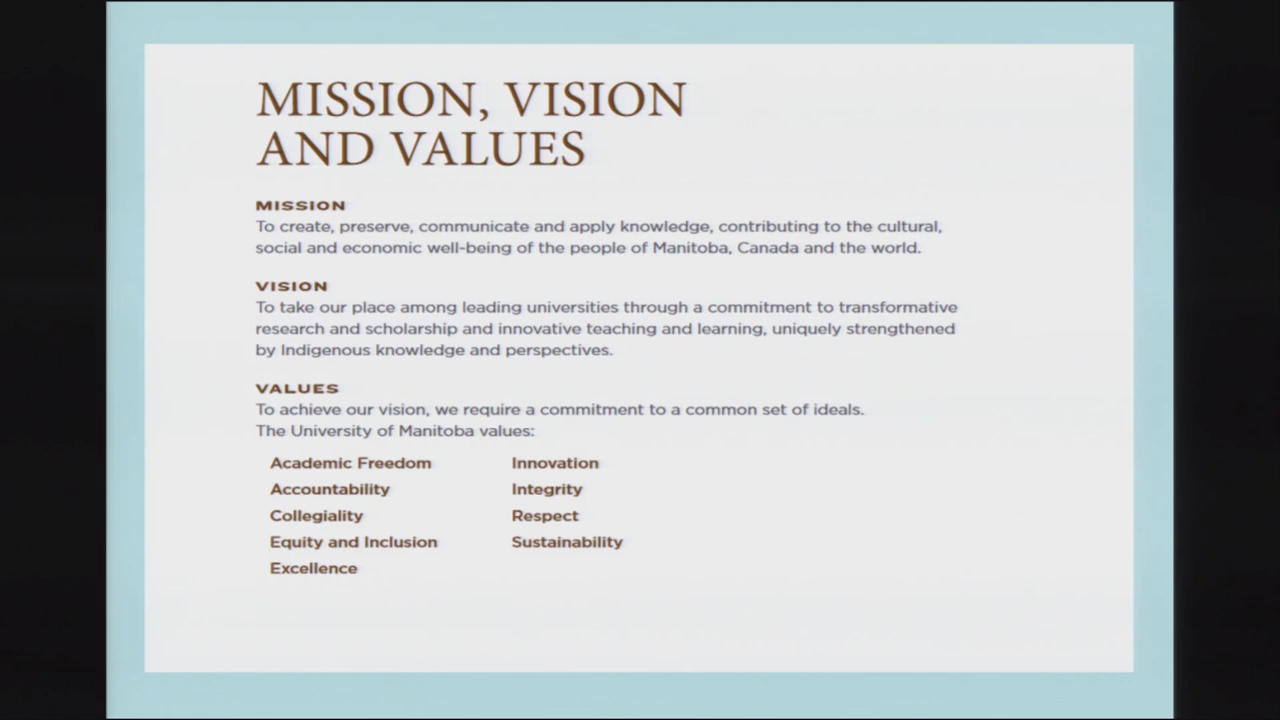 MISSION, VISION
AND VALUES
MISSION
To create, preserve, communicate and apply knowledge, contributing to the cultural,
social and economic well-being of the people of Manitoba, Canada and the world.
VISION
To take our place among leading universities through a commitment to transformative
research and scholarship and innovative teaching and learning, uniquely strengthened
by Indigenous knowledge and perspectives.
VALUES
To achieve our vision, we require a commitment to a common set of ideals.
The University of Manitoba values:
Academic Freedom
Accountability
Collegiality
Equity and Inclusion
Excellence
Innovation
Integrity
Respect
Sustainability